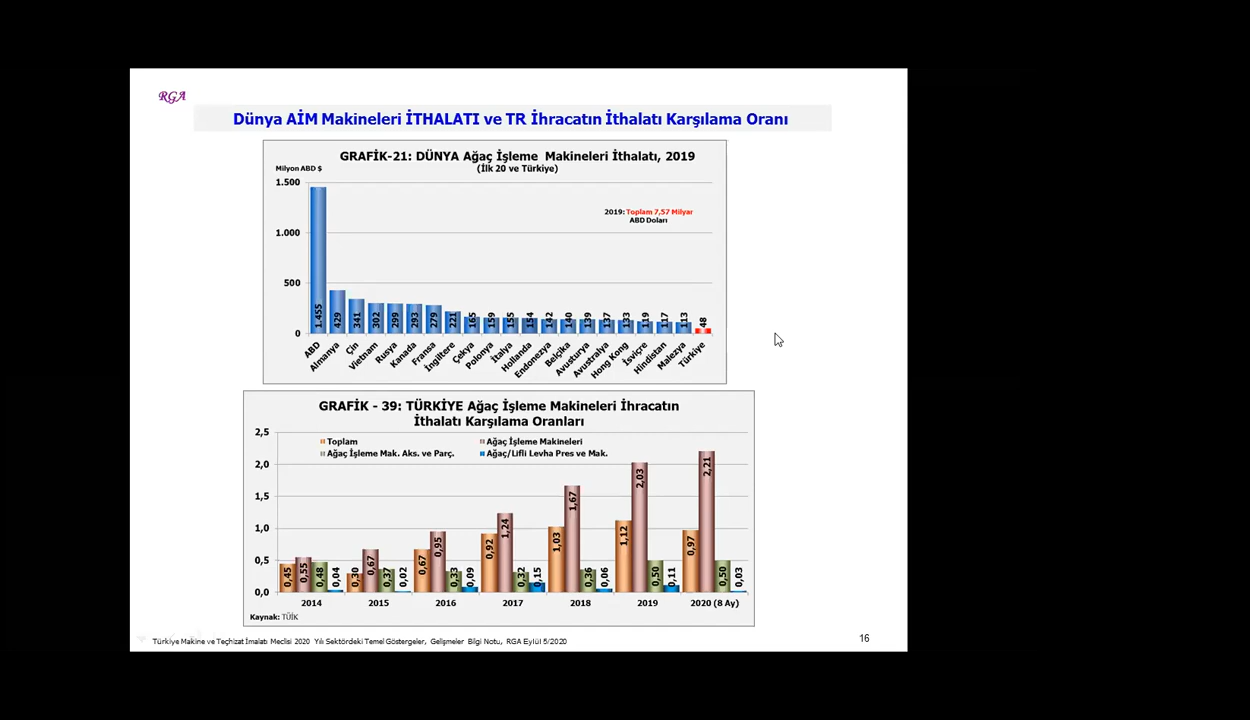 RGA
Dünya AİM Makineleri İTHALATI ve TR İhracatın İthalatı Karşılama Oranı
GRAFİK-21: DÜNYA Ağaç İşleme Makineleri İthalatı, 2019
(İlk 20 ve Türkiye)
Milyon ABD $
1.500
1.000
500
0
2019: Toplam 7,57 Milyar
ABD Doları
1.455 429 341 302 299 293 279 221 165 159 155 154 142 140 139 137 133 119 117 113 48
ABD Almanya Çin Vietnam Rusya Kanada Fransa İngiltere Çekya Polonya İtalya Hollanda Endonezya Belçika Avusturya Avustralya Hong Kong İsviçre Hindistan Malezya Türkiye
GRAFİK - 39: TÜRKİYE Ağaç İşleme Makineleri İhracatın
İthalatı Karşılama Oranları
2,5
2,0
1,5
1,0
0,5
0,0
Toplam Ağaç İşleme Makineleri
Ağaç İşleme Mak. Aks. ve Parç. Ağaç/Lifli Levha Pres ve Mak.
0,45 0,55 0,48 0,04 0,30 0,67 0,37 0,02 0,67 0,95 0,33 0,09 0,92 1,24 0,32 0,15 1,03 1,67 0,36 0,06 1,12 2,03 0,50 0,11 0,97 2,21 0,50 0,03
2014 2015 2016 2017 2018 2019 2020 (8 Ay)
Kaynak: TÜİK
Türkiye Makine ve Teçhizat İmalatı Meclisi 2020 Yılı Sektördeki Temel Göstergeler, Gelişmeler Bilgi Notu, RGA Eylül 5/2020
16